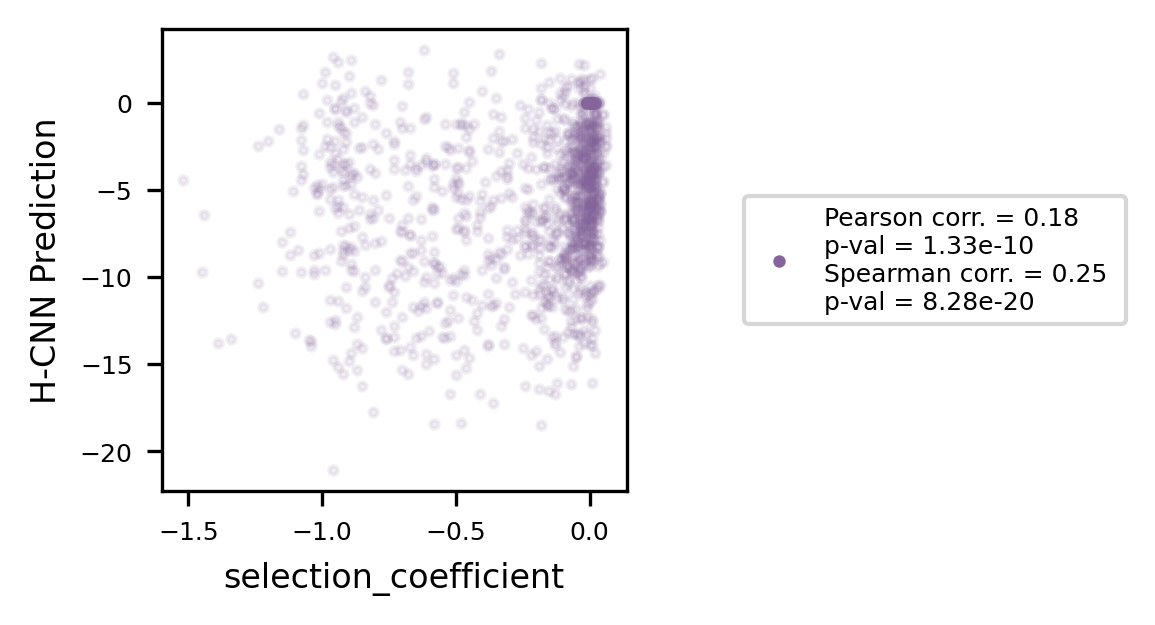 0
−5
−10
−15
−20
H-CNN Prediction
−1.5
−1.0
−0.5
0.0
selection_coefficient
Pearson corr. = 0.18
p-val = 1.33e-10
Spearman corr. = 0.25
p-val = 8.28e-20